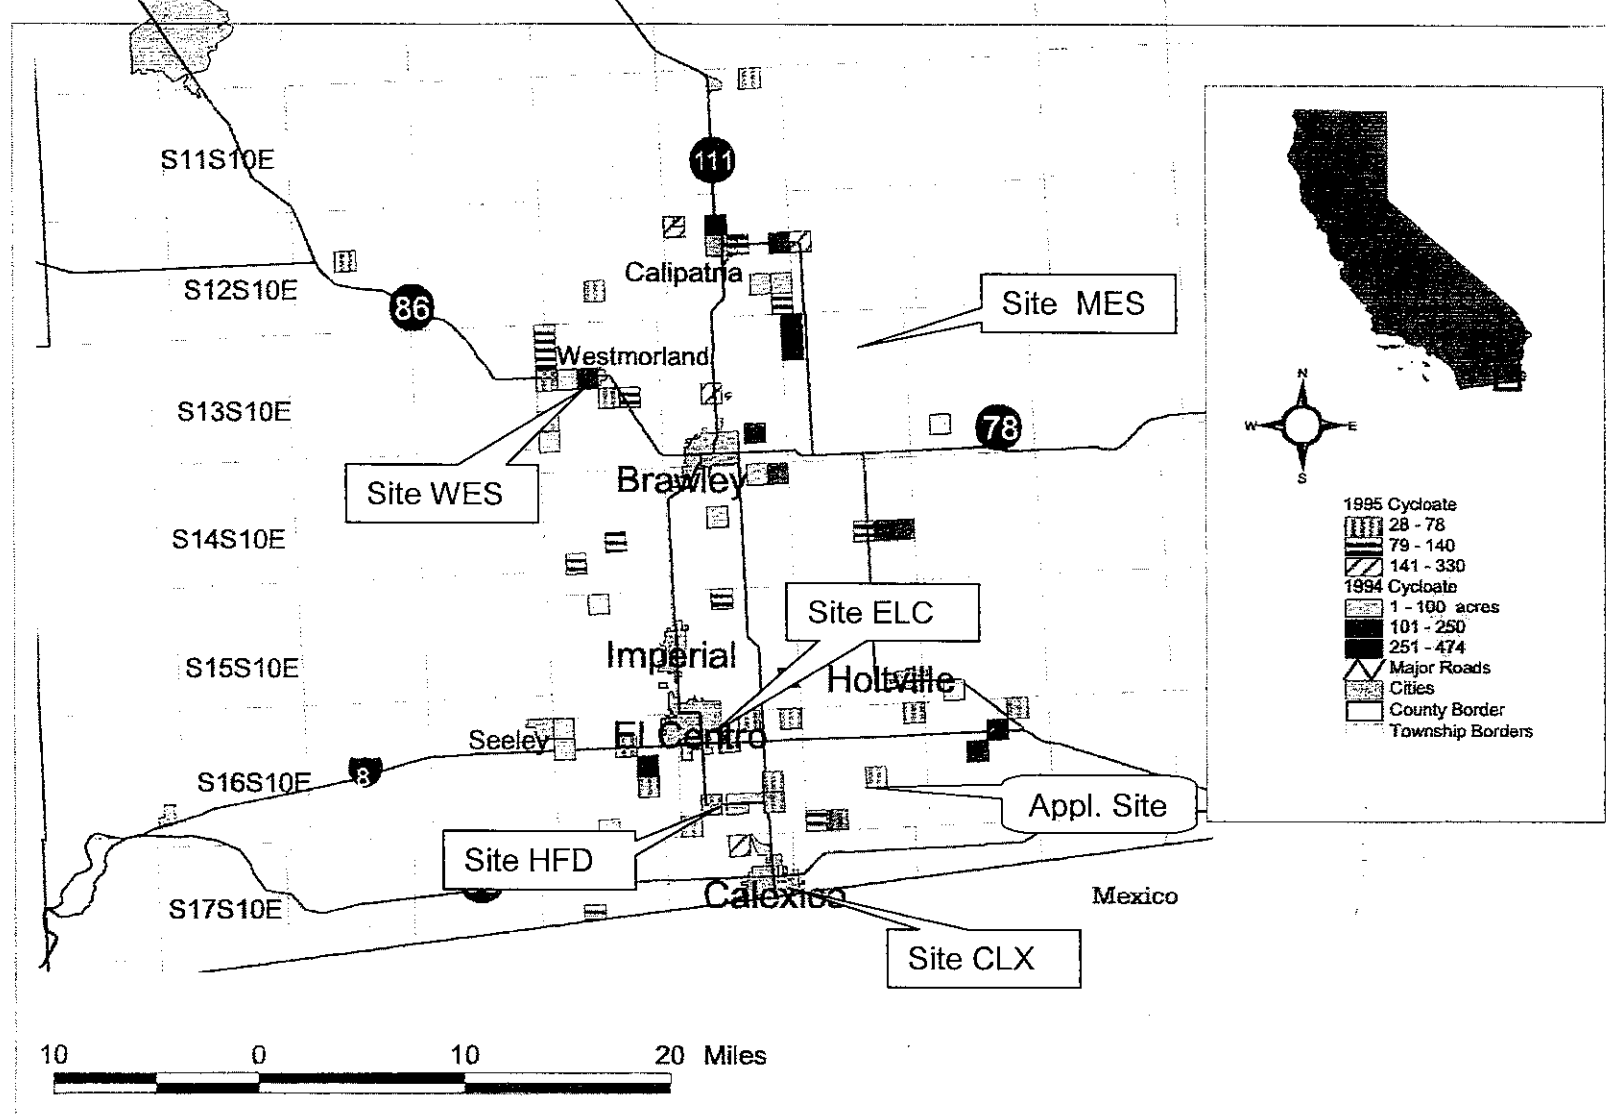 S11S10E
111
Calipatria
S12S10E
86
Site MES
Westmorland
S13S10E
78
Brawley
Site WES
S14S10E
Site ELC
Imperial
S15S10E
Holtville
El Centro
Seeley
8
S16S10E
Appl. Site
Site HFD
Calexico
S17S10E
Mexico
Site CLX
10 0 10 20 Miles
N
W E
S
1995 Cycloate
28 - 78
79 - 140
141 - 330
1994 Cycloate
1 - 100 acres
101 - 250
251 - 474
Major Roads
Cities
County Border
Township Borders